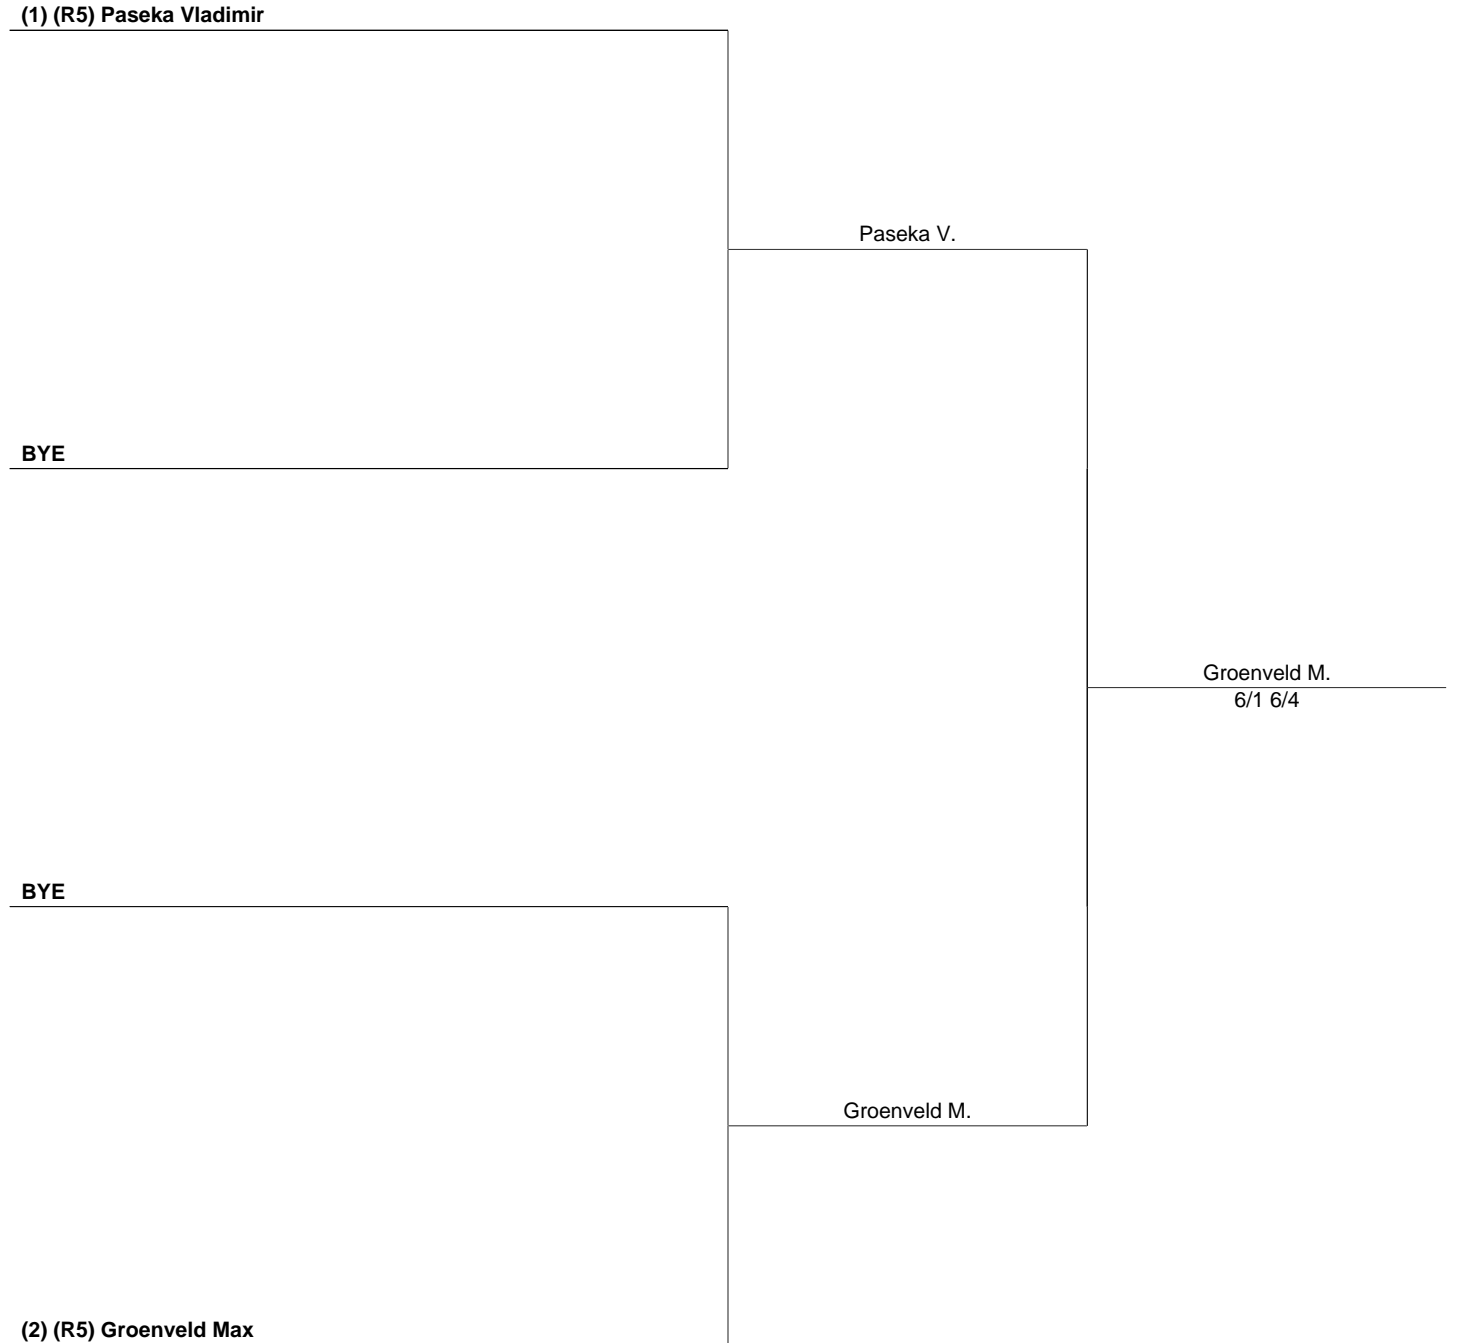 (1) (R5) Paseka Vladimir
Paseka V.
BYE
Groenveld M.
6/1 6/4
BYE
Groenveld M.
(2) (R5) Groenveld Max